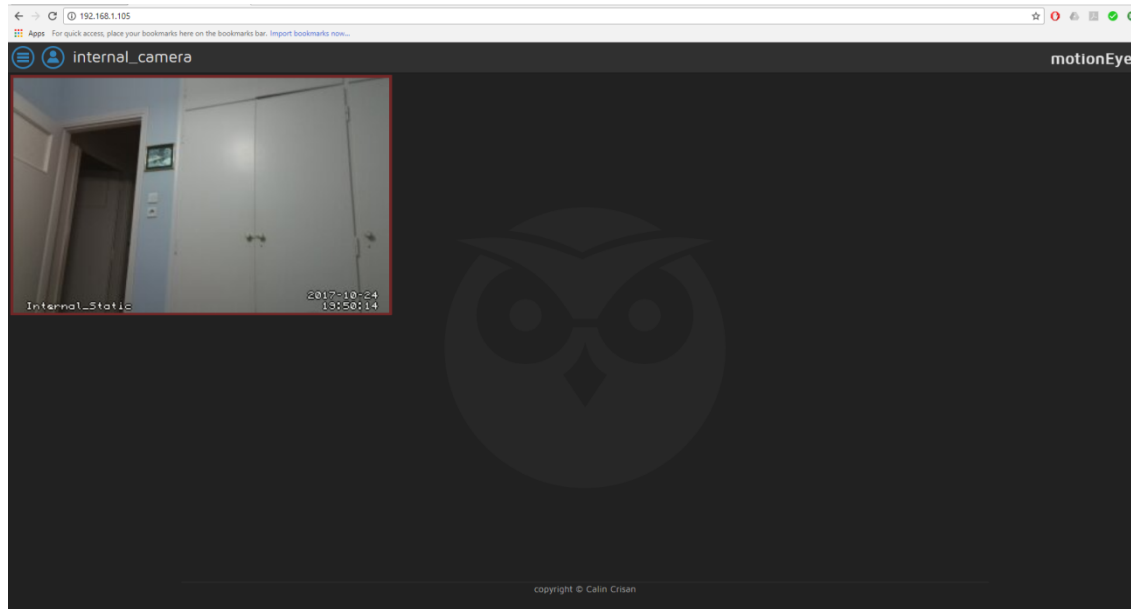 192.168.1.105
Apps For quick access, place your bookmarks here on the bookmarks bar. Import bookmarks now...
internal_camera
motionEye
Internal_Static
2017-10-24
19:50:14
copyright © Calin Crisan